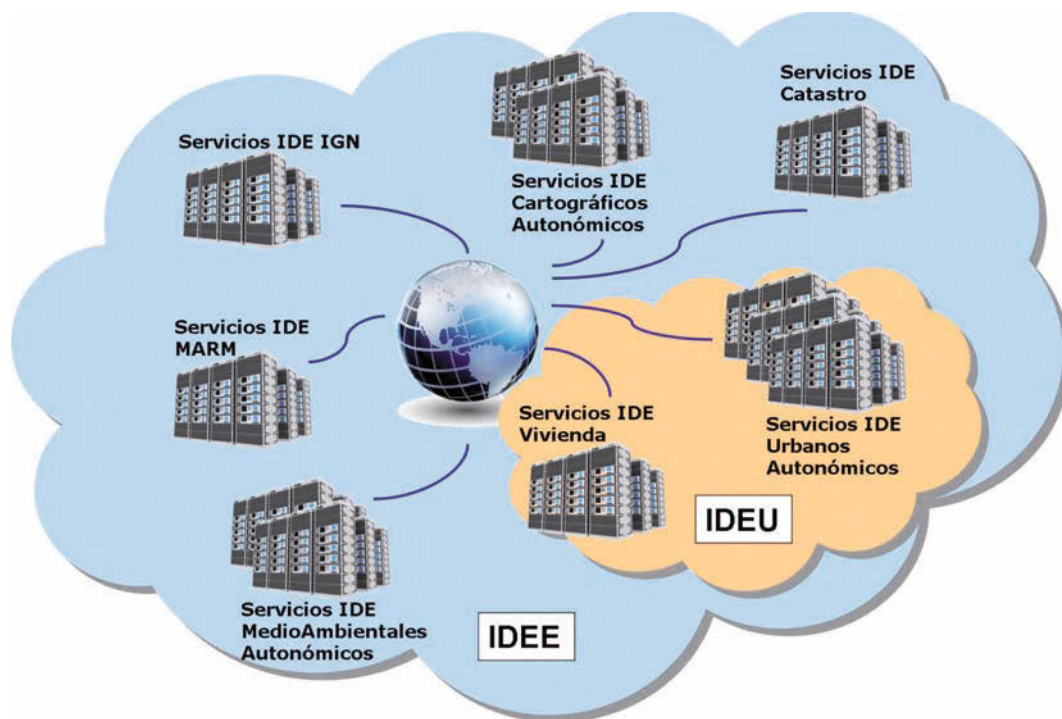 Servicios IDE
Catastro
Servicios IDE IGN
Servicios IDE
Cartográficos
Autonómicos
Servicios IDE
MARM
Servicios IDE
Vivienda
Servicios IDE
Urbanos
Autonómicos
IDEU
Servicios IDE
MedioAmbientales
Autonómicos
IDEE